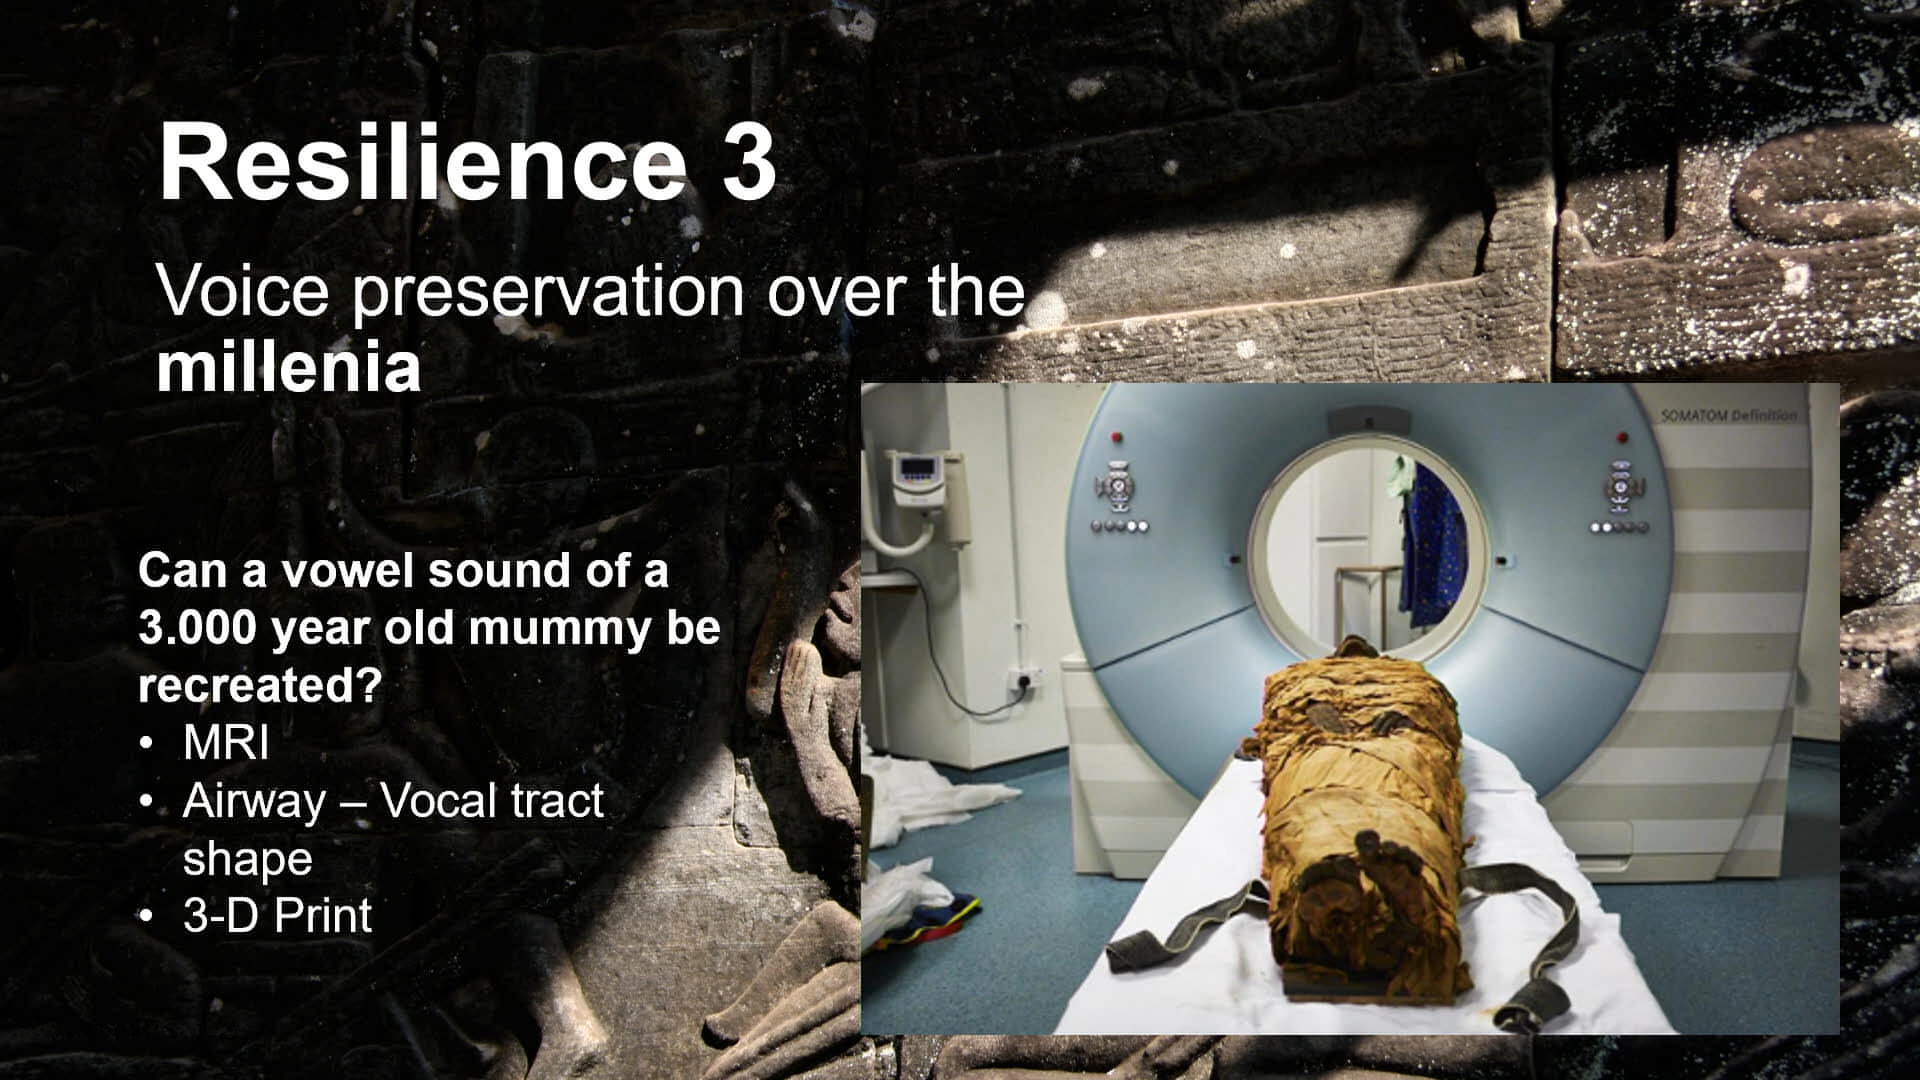 Resilience 3
Voice preservation over the
millenia
SOMATOM Definition
Can a vowel sound of a
3.000 year old mummy be
recreated?
• MRI
• Airway – Vocal tract
shape
• 3-D Print